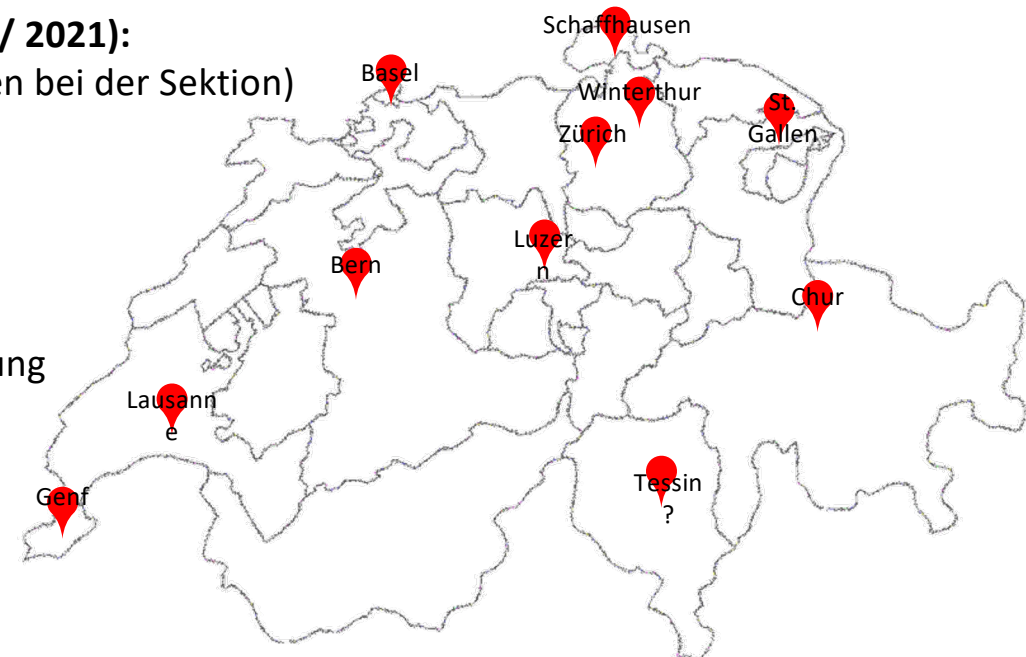 / 2021):
en bei der Sektion)
ung
Schaffhausen
Basel
Winterthur
St.
Gallen
Zürich
Luzer
n
Bern
Chur
Lausann
e
Tessin
?
Genf